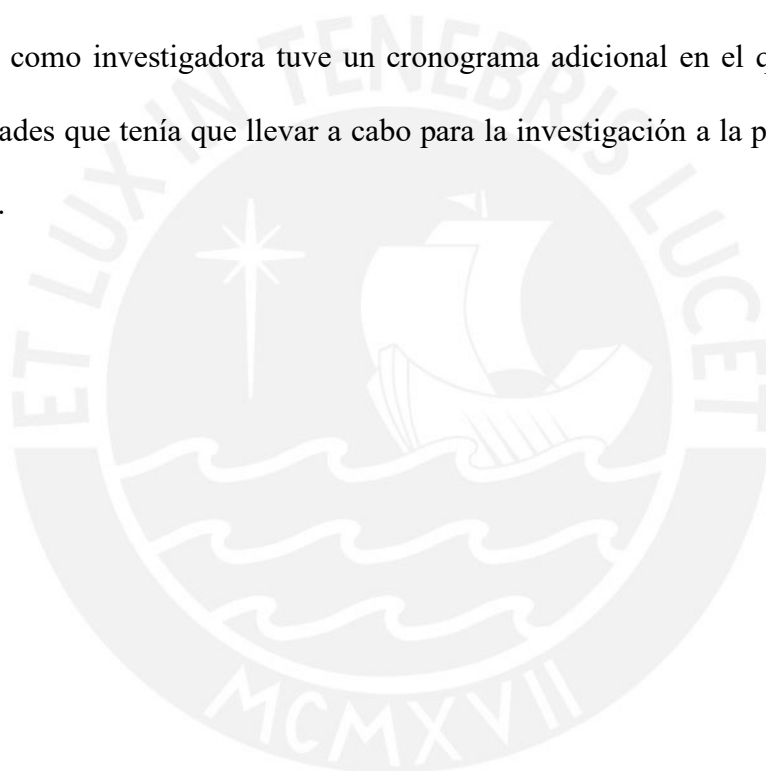 como investigadora tuve un cronograma adicional en el
que tenía que llevar a cabo para la investigación a la
.
ET LUX IN TENEBRIS LUCET
MCMXVII